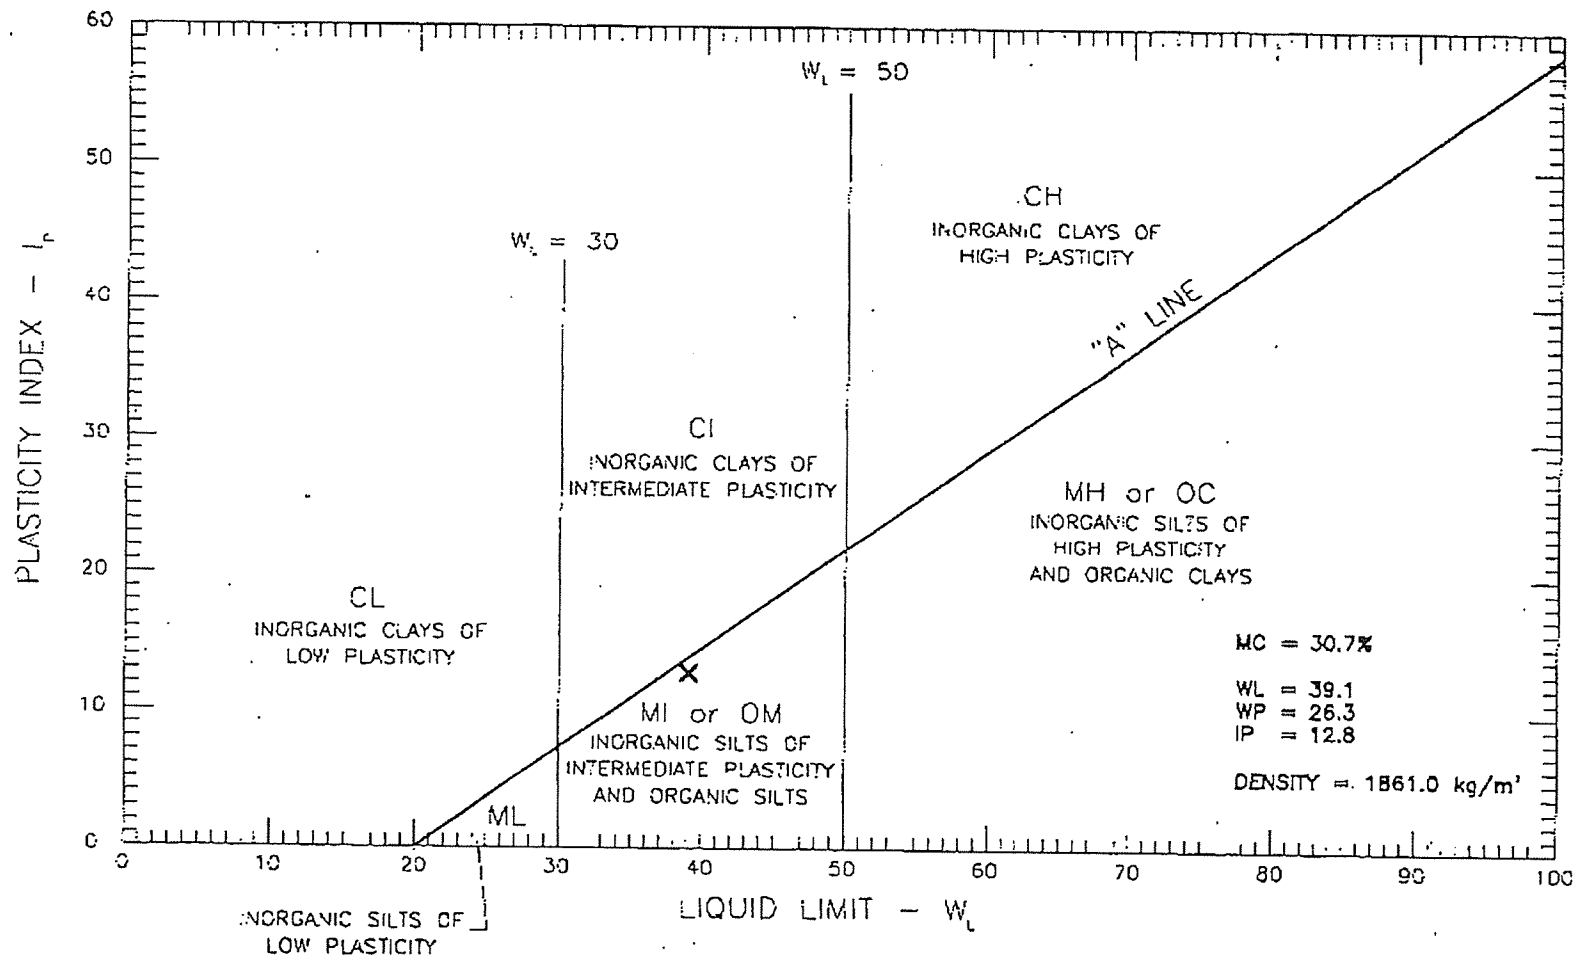 60
50
40
30
20
10
0
PLASTICITY INDEX – Ip
W_L = 50
W_L = 30
CH
INORGANIC CLAYS OF
HIGH PLASTICITY
"A" LINE
CI
INORGANIC CLAYS OF
INTERMEDIATE PLASTICITY
MH or OC
INORGANIC SILTS OF
HIGH PLASTICITY
AND ORGANIC CLAYS
CL
INORGANIC CLAYS OF
LOW PLASTICITY
MC = 30.7%
WL = 39.1
WP = 26.3
IP = 12.8
DENSITY = 1861.0 kg/m³
MI or OM
INORGANIC SILTS OF
INTERMEDIATE PLASTICITY
AND ORGANIC SILTS
ML
0 10 20 30 40 50 60 70 80 90 100
INORGANIC SILTS OF
LOW PLASTICITY
LIQUID LIMIT – W_L